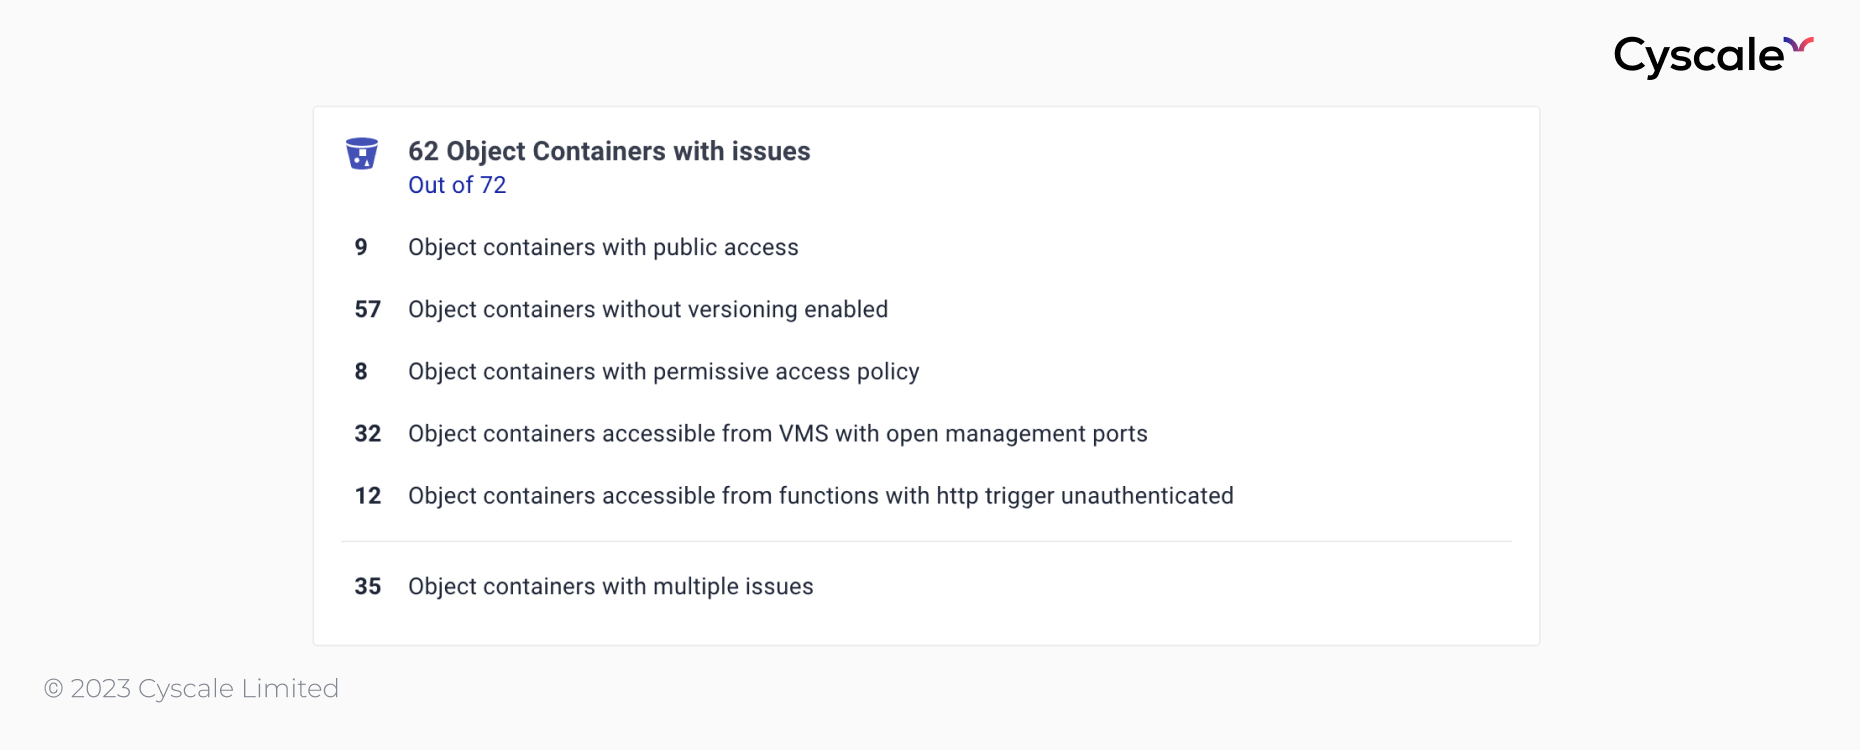 Cyscale
62 Object Containers with issues
Out of 72
9 Object containers with public access
57 Object containers without versioning enabled
8 Object containers with permissive access policy
32 Object containers accessible from VMS with open management ports
12 Object containers accessible from functions with http trigger unauthenticated
35 Object containers with multiple issues
© 2023 Cyscale Limited